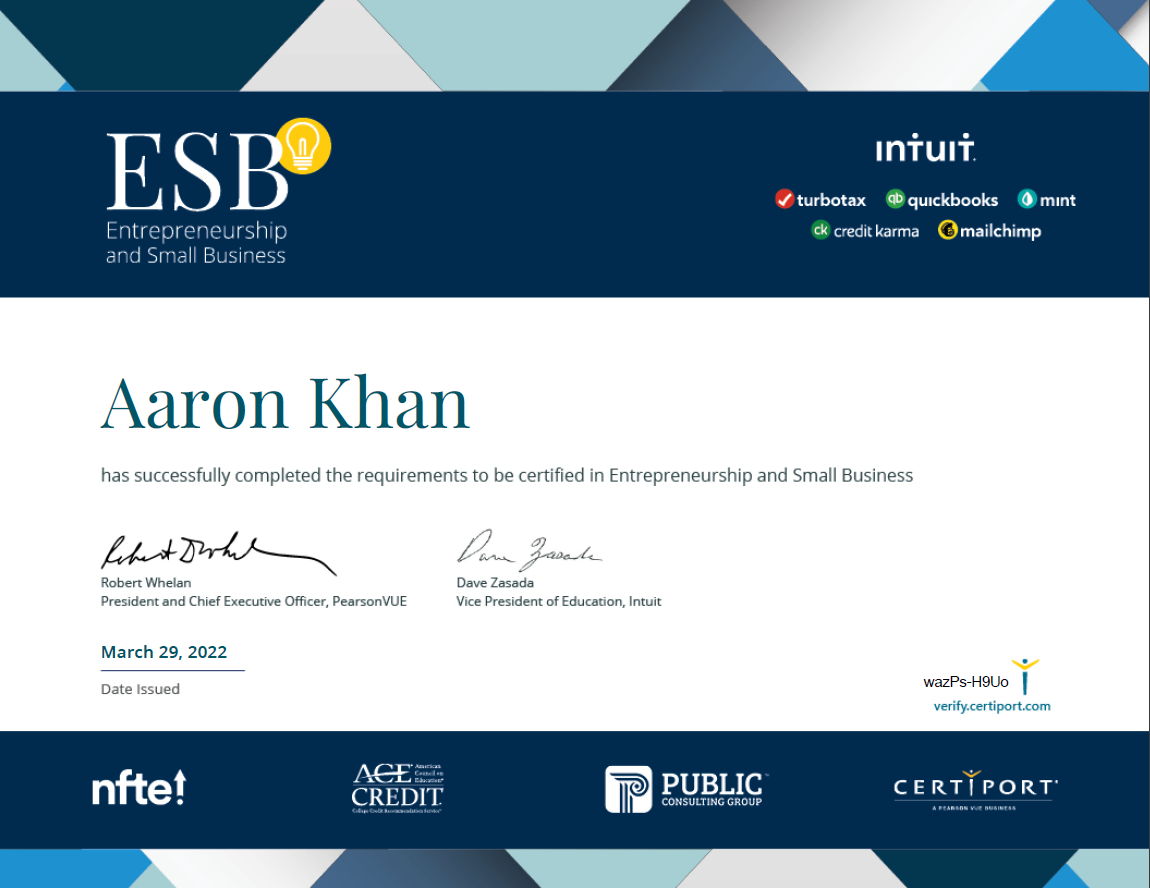 ESB
Entrepreneurship
and Small Business
ıntuıt.
turbotax quickbooks mint
ck credit karma mailchimp
Aaron Khan
has successfully completed the requirements to be certified in Entrepreneurship and Small Business
Robert Whelan
President and Chief Executive Officer, PearsonVUE
Dave Zasada
Vice President of Education, Intuit
March 29, 2022
Date Issued
wazPs-H9Uo
verify.certiport.com
nfte!
ACE American Council on Education®
CREDIT®
College Credit Recommendation Service®
PUBLIC™
CONSULTING GROUP
CERTIPORT®
A PEARSON VUE BUSINESS